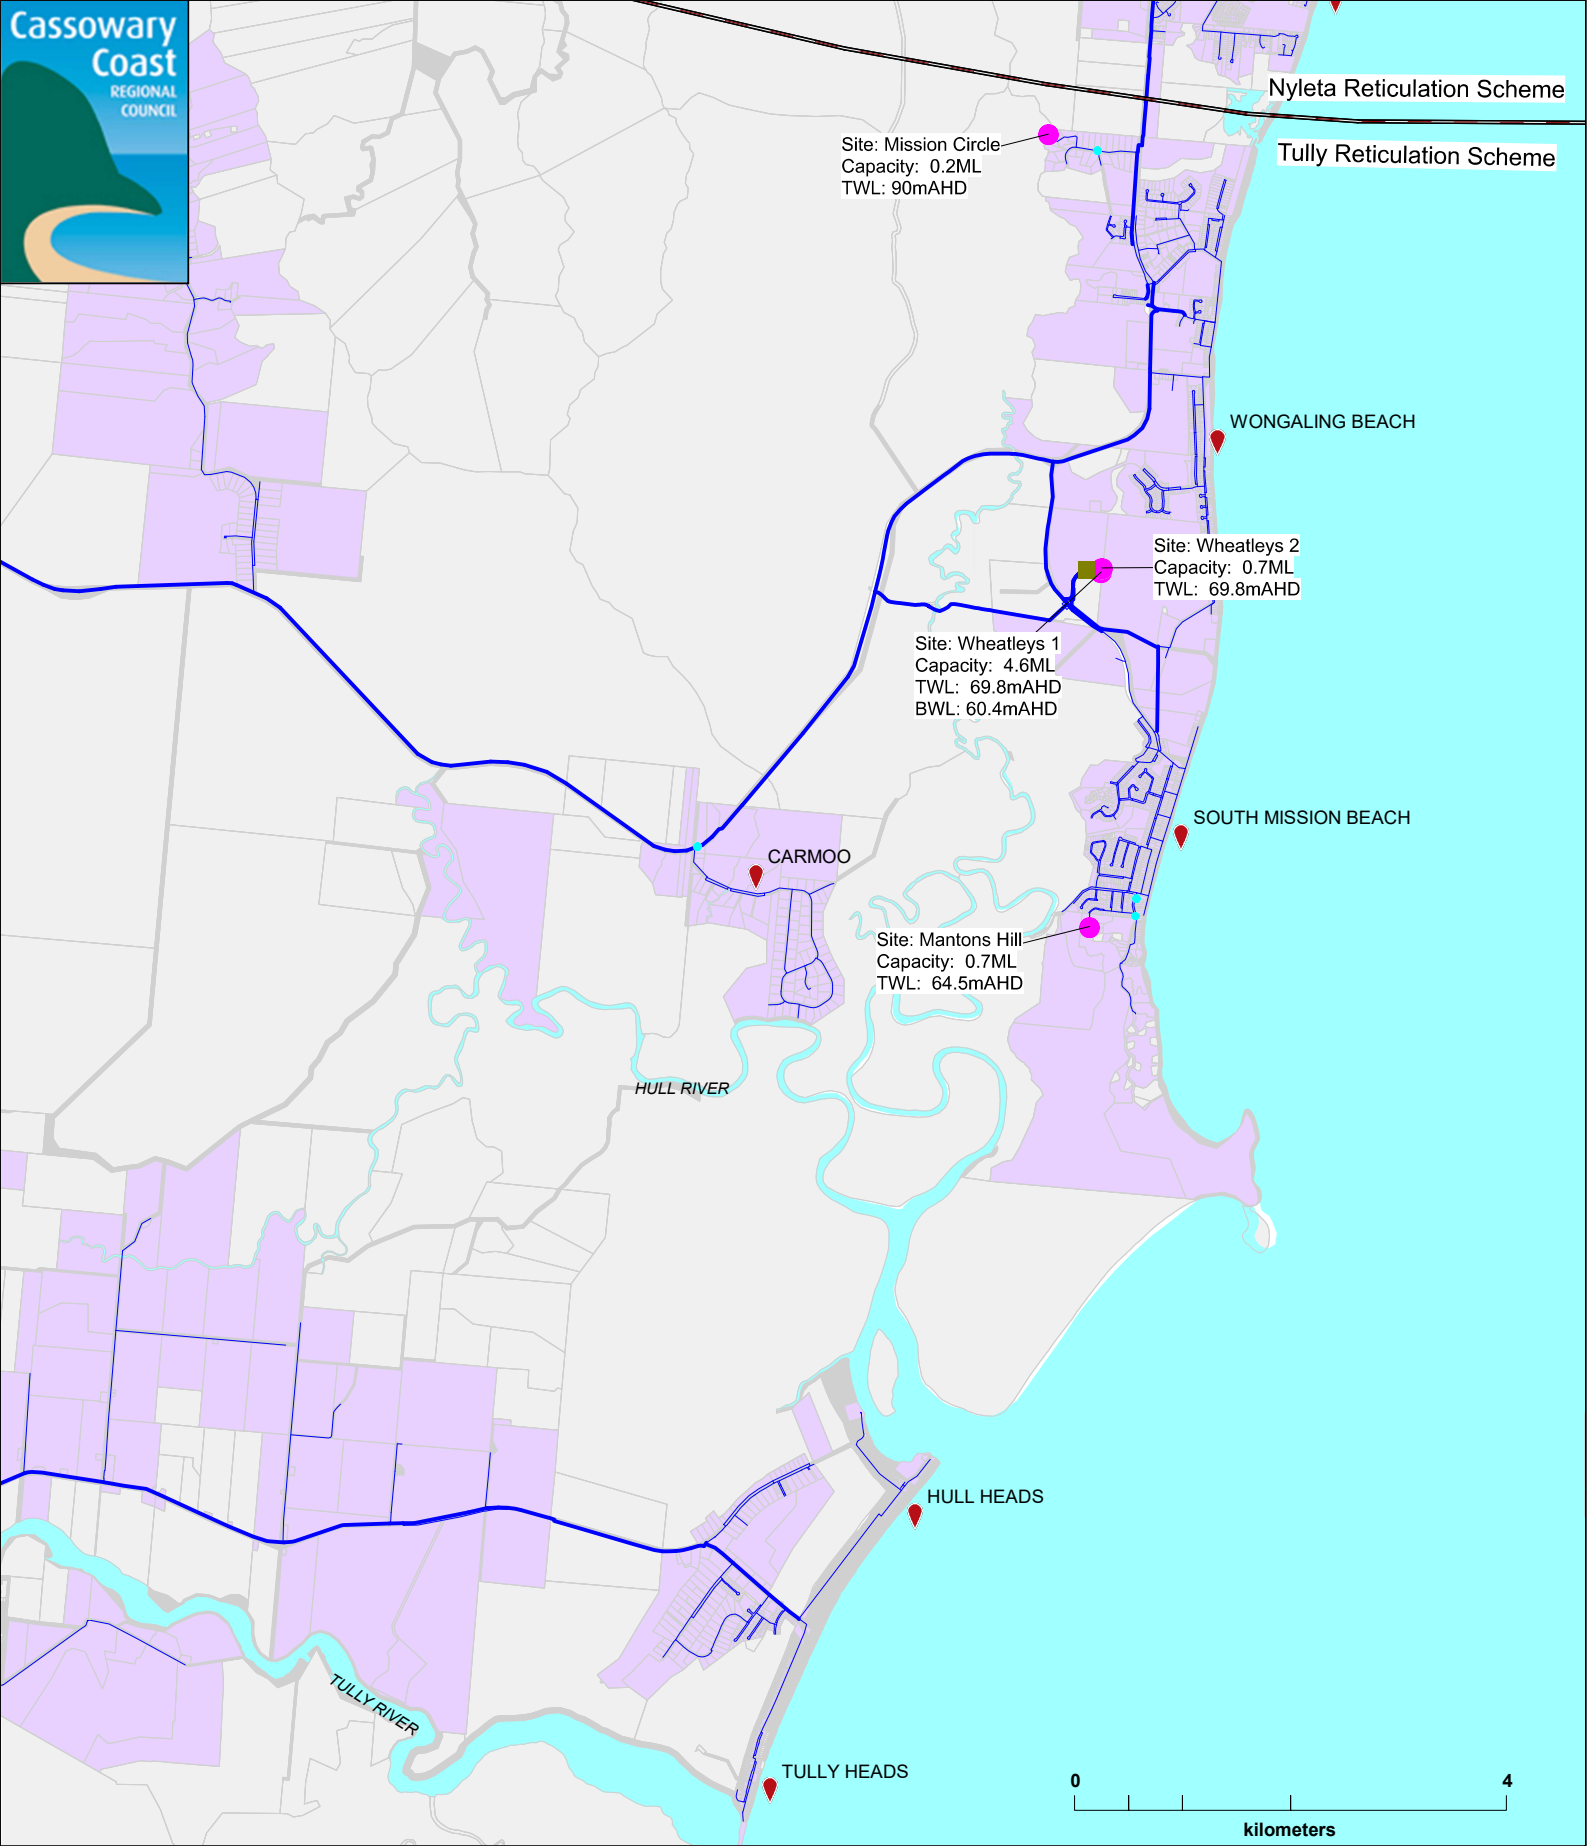 Cassowary
Coast
REGIONAL
COUNCIL
Nyleta Reticulation Scheme
Tully Reticulation Scheme
Site: Mission Circle
Capacity: 0.2ML
TWL: 90mAHD
WONGALING BEACH
Site: Wheatleys 2
Capacity: 0.7ML
TWL: 69.8mAHD
Site: Wheatleys 1
Capacity: 4.6ML
TWL: 69.8mAHD
BWL: 60.4mAHD
SOUTH MISSION BEACH
CARMOO
Site: Mantons Hill
Capacity: 0.7ML
TWL: 64.5mAHD
HULL RIVER
HULL HEADS
TULLY RIVER
TULLY HEADS
0 4
kilometers